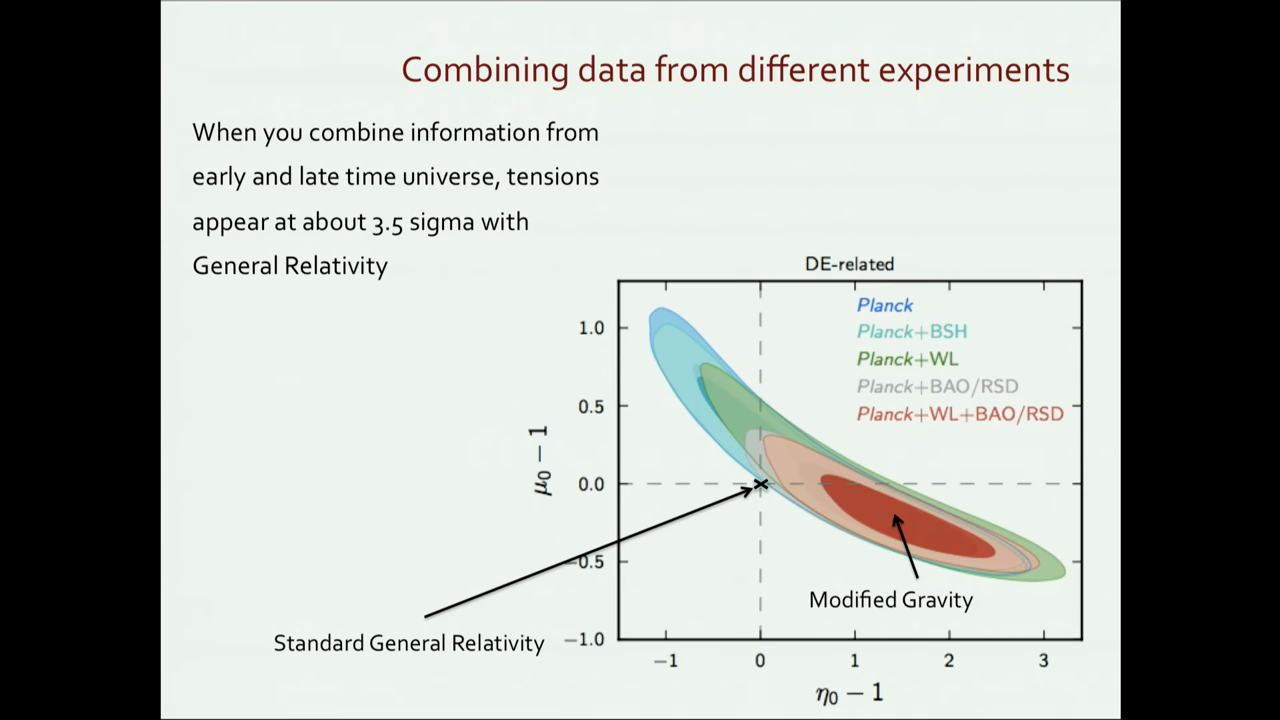 Combining data from different experiments
When you combine information from
early and late time universe, tensions
appear at about 3.5 sigma with
General Relativity
DE-related
Planck
Planck+BSH
Planck+WL
Planck+BAO/RSD
Planck+WL+BAO/RSD
1.0
0.5
0.0
−0.5
−1.0
μ₀ − 1
Modified Gravity
Standard General Relativity
−1 0 1 2 3
η₀ − 1